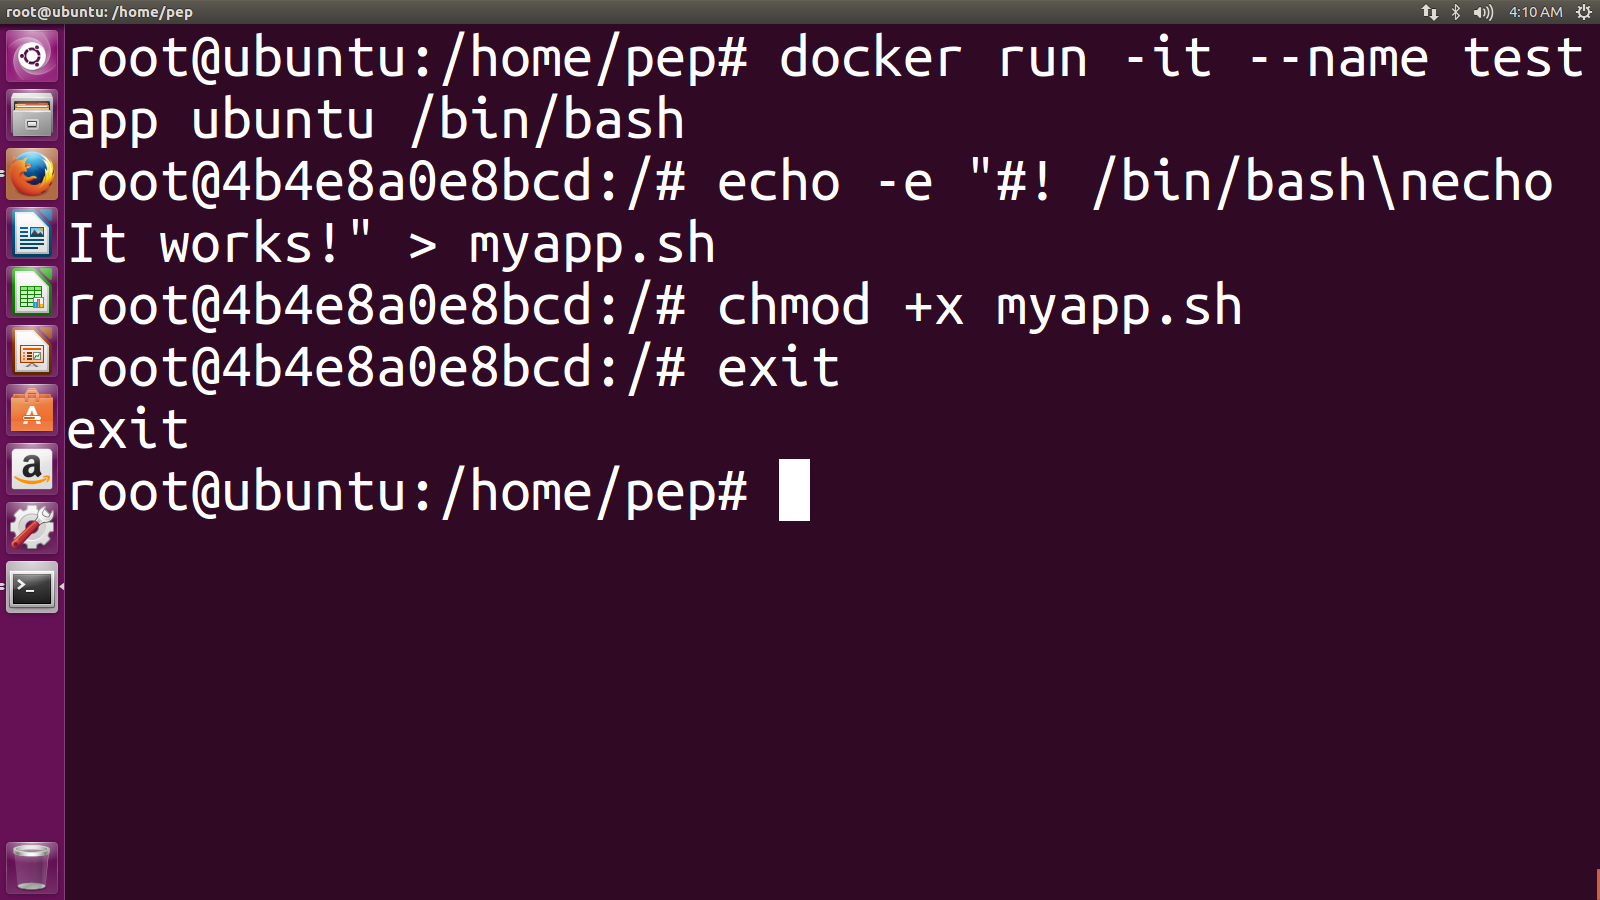 root@ubuntu: /home/pep
4:10 AM
root@ubuntu:/home/pep# docker run -it --name test
app ubuntu /bin/bash
root@4b4e8a0e8bcd:/# echo -e "#! /bin/bash\necho
It works!" > myapp.sh
root@4b4e8a0e8bcd:/# chmod +x myapp.sh
root@4b4e8a0e8bcd:/# exit
exit
root@ubuntu:/home/pep#